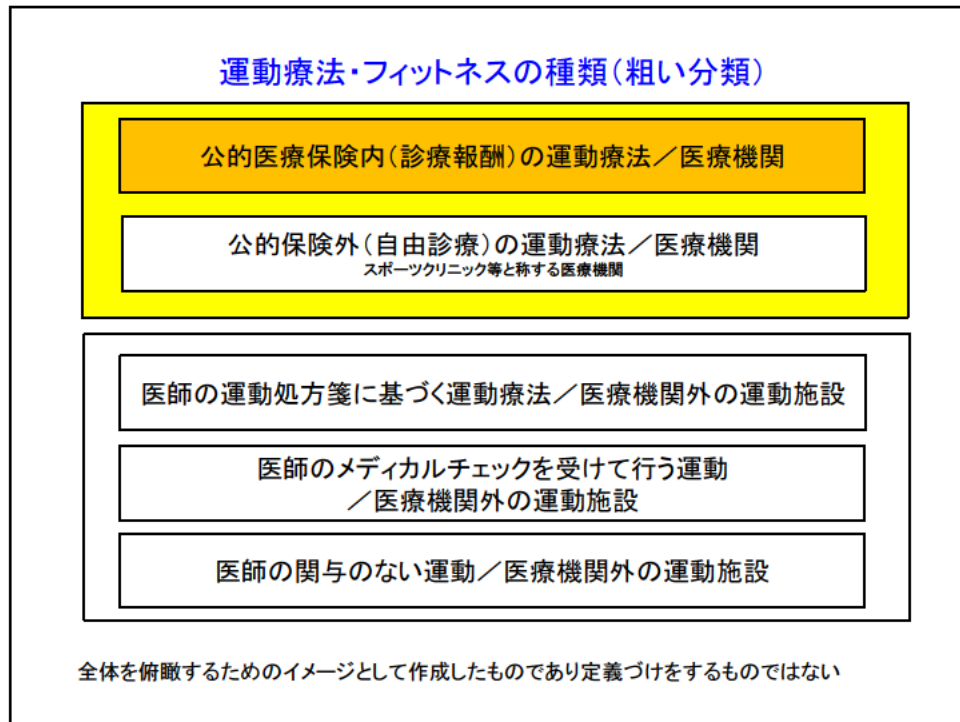 運動療法・フィットネスの種類（粗い分類）
公的医療保険内（診療報酬）の運動療法／医療機関
公的保険外（自由診療）の運動療法／医療機関
スポーツクリニック等と称する医療機関
医師の運動処方箋に基づく運動療法／医療機関外の運動施設
医師のメディカルチェックを受けて行う運動
／医療機関外の運動施設
医師の関与のない運動／医療機関外の運動施設
全体を俯瞰するためのイメージとして作成したものであり定義づけをするものではない